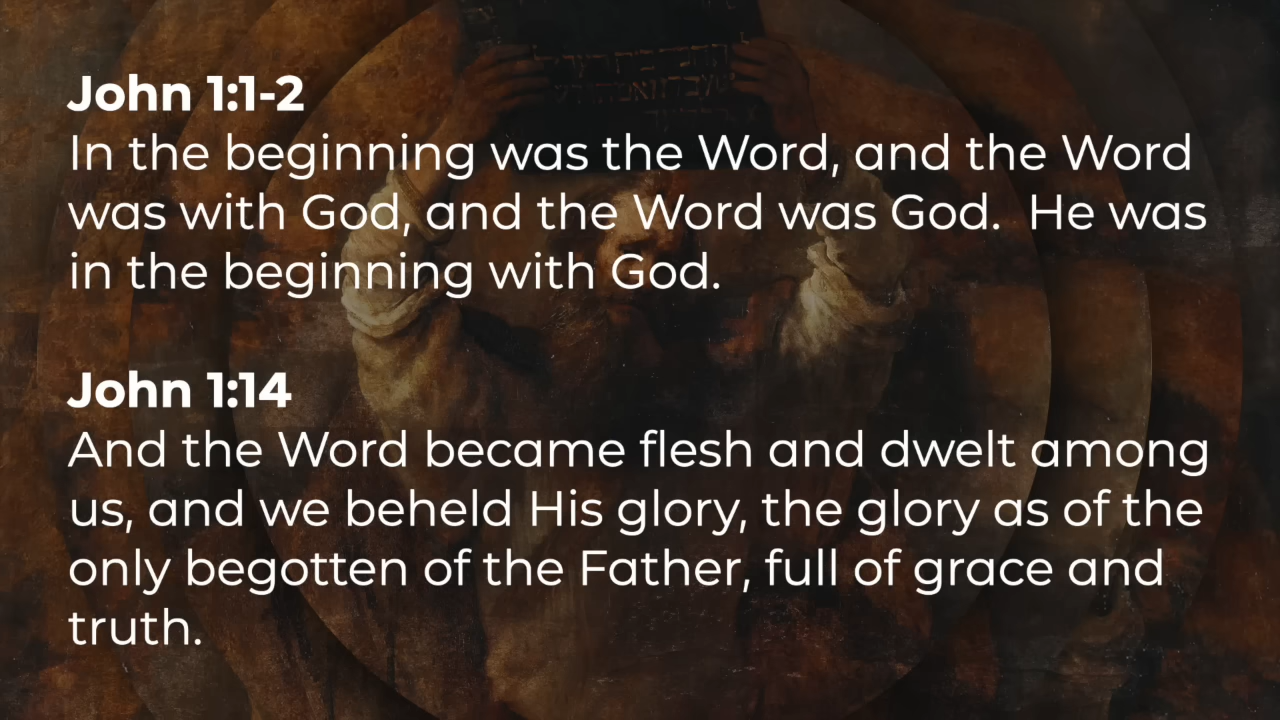 John 1:1-2
In the beginning was the Word, and the Word
was with God, and the Word was God.  He was
in the beginning with God.
John 1:14
And the Word became flesh and dwelt among
us, and we beheld His glory, the glory as of the
only begotten of the Father, full of grace and
truth.